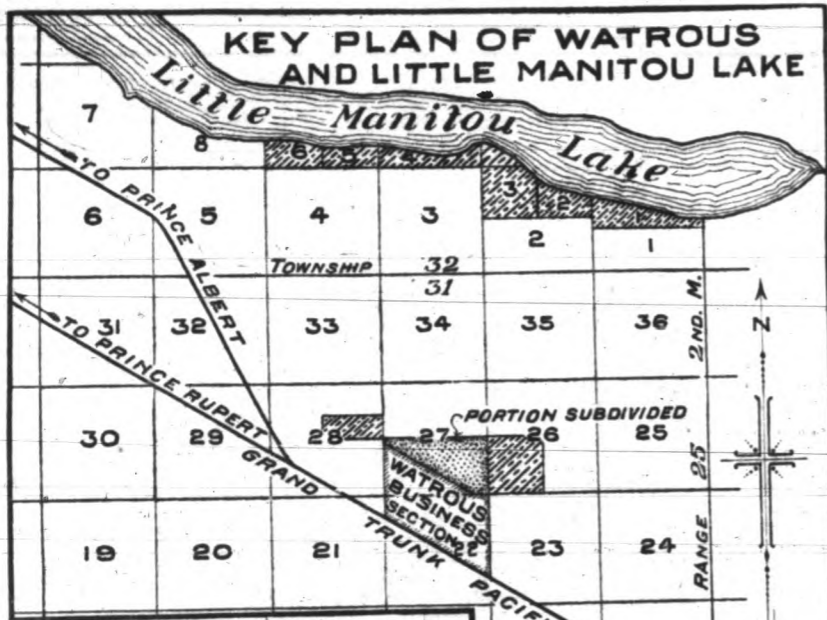 KEY PLAN OF WATROUS
AND LITTLE MANITOU LAKE
Little Manitou Lake
7
8
6
3
2
TO PRINCE ALBERT
6 5 4 3 2 1
TOWNSHIP 32
31
31 32 33 34 35 36
2ND. M.
N
TO PRINCE RUPERT
PORTION SUBDIVIDED
30 29 28 27 26 25
GRAND TRUNK PACIFI
WATROUS
BUSINESS
SECTION
RANGE 25
19 20 21 22 23 24